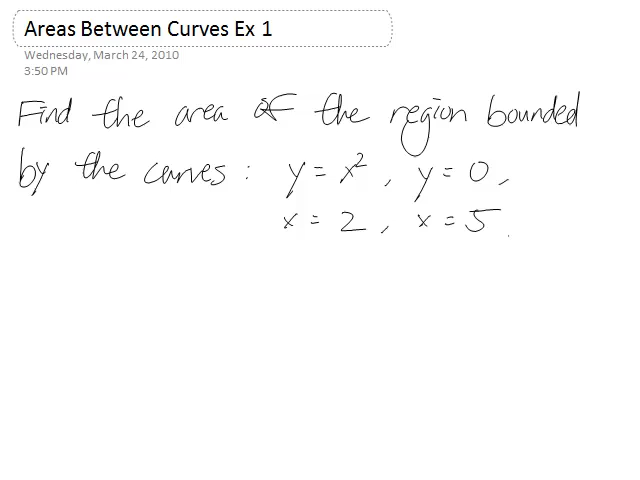 Areas Between Curves Ex 1
Wednesday, March 24, 2010
3:50 PM
Find the area of the region bounded
by the curves: y = x², y = 0,
x = 2, x = 5.